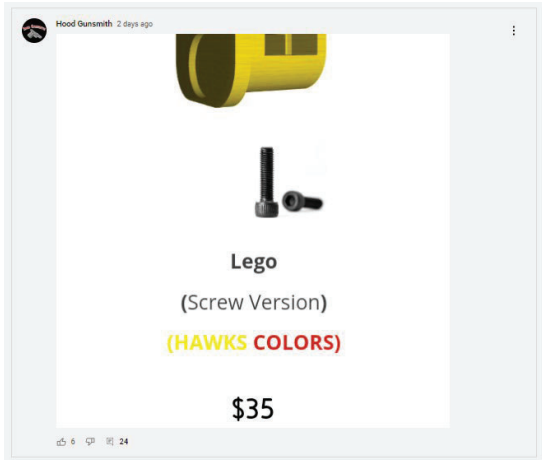 Hood Gunsmith 2 days ago
Lego
(Screw Version)
(HAWKS COLORS)
$35
6 24